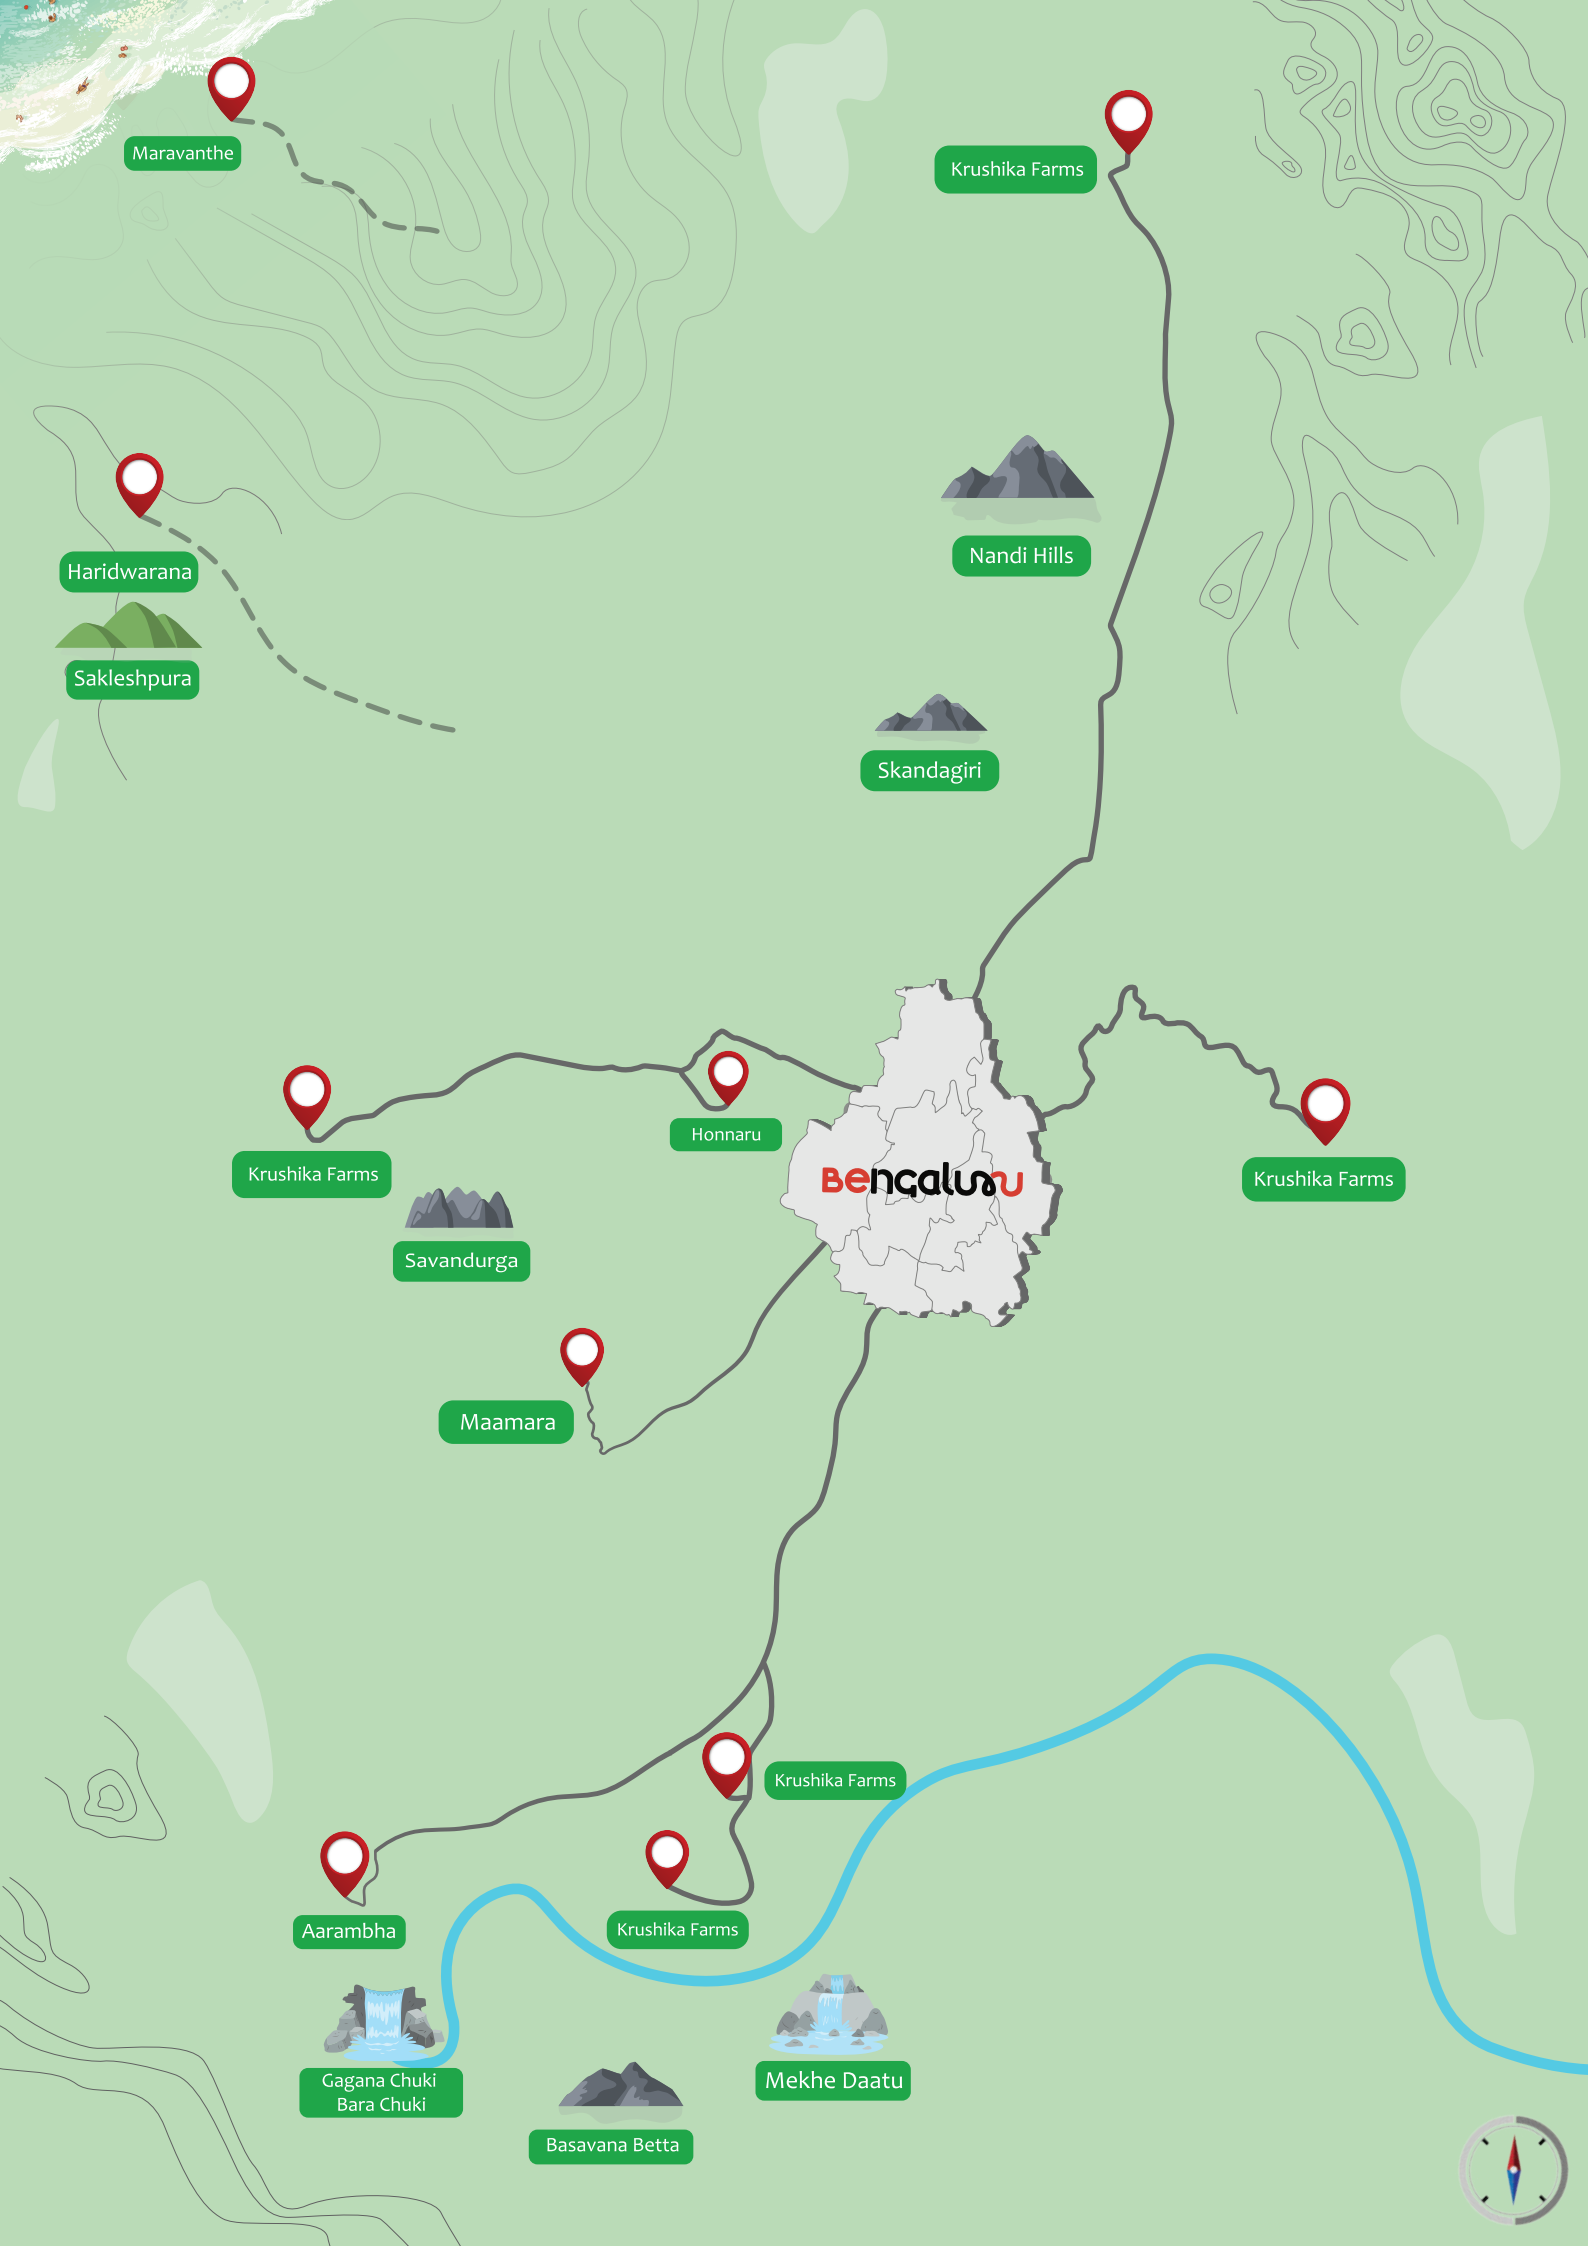 Maravanthe
Krushika Farms
Nandi Hills
Haridwarana
Sakleshpura
Skandagiri
Honnaru
Krushika Farms
Bengaluru
Krushika Farms
Savandurga
Maamara
Krushika Farms
Aarambha
Krushika Farms
Gagana Chuki
Bara Chuki
Mekhe Daatu
Basavana Betta